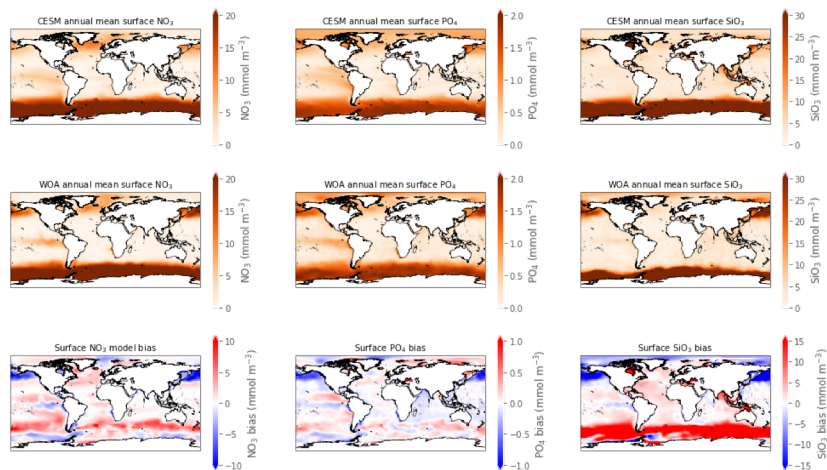 CESM annual mean surface NO₃
20
15
10
5
0
NO₃ (mmol m⁻³)
CESM annual mean surface PO₄
2.0
1.5
1.0
0.5
0.0
PO₄ (mmol m⁻³)
CESM annual mean surface SiO₃
30
25
20
15
10
5
0
SiO₃ (mmol m⁻³)
WOA annual mean surface NO₃
20
15
10
5
0
NO₃ (mmol m⁻³)
WOA annual mean surface PO₄
2.0
1.5
1.0
0.5
0.0
PO₄ (mmol m⁻³)
WOA annual mean surface SiO₃
30
25
20
15
10
5
0
SiO₃ (mmol m⁻³)
Surface NO₃ model bias
10
5
0
−5
−10
NO₃ bias (mmol m⁻³)
Surface PO₄ bias
1.0
0.5
0.0
−0.5
−1.0
PO₄ bias (mmol m⁻³)
Surface SiO₃ bias
15
10
5
0
−5
−10
−15
SiO₃ bias (mmol m⁻³)